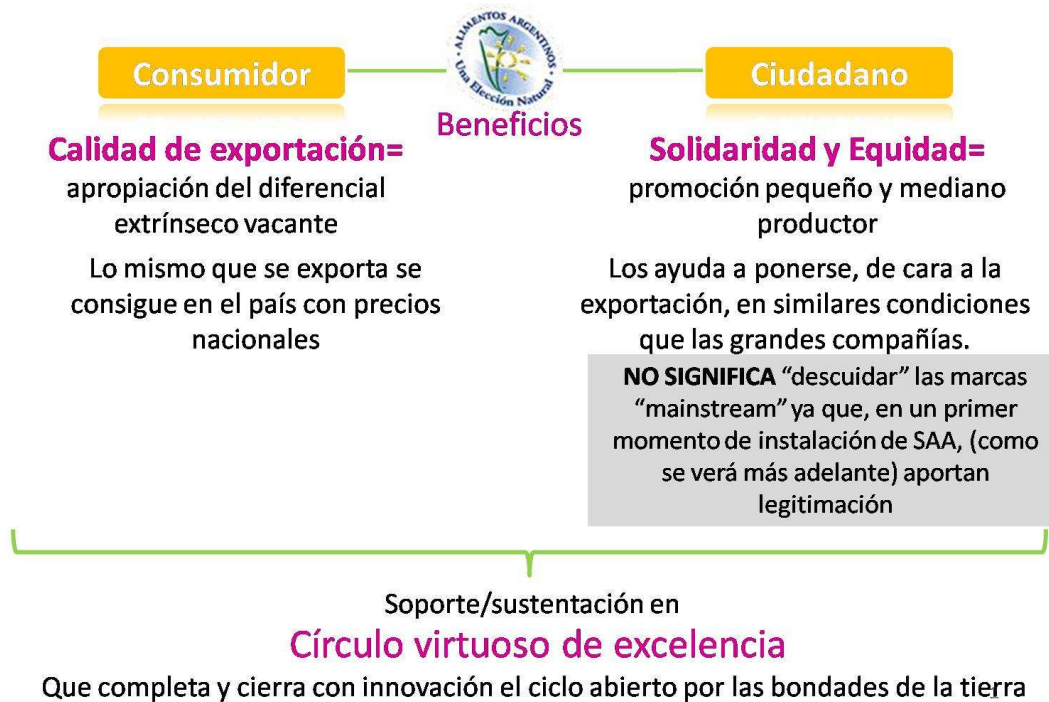 ALIMENTOS ARGENTINOS
Una Elección Natural
Consumidor
Ciudadano
Beneficios
Calidad de exportación=
apropiación del diferencial
extrínseco vacante
Lo mismo que se exporta se
consigue en el país con precios
nacionales
Solidaridad y Equidad=
promoción pequeño y mediano
productor
Los ayuda a ponerse, de cara a la
exportación, en similares condiciones
que las grandes compañías.
NO SIGNIFICA “descuidar” las marcas
“mainstream” ya que, en un primer
momento de instalación de SAA, (como
se verá más adelante) aportan
legitimación
Soporte/sustentación en
Círculo virtuoso de excelencia
Que completa y cierra con innovación el ciclo abierto por las bondades de la tierra